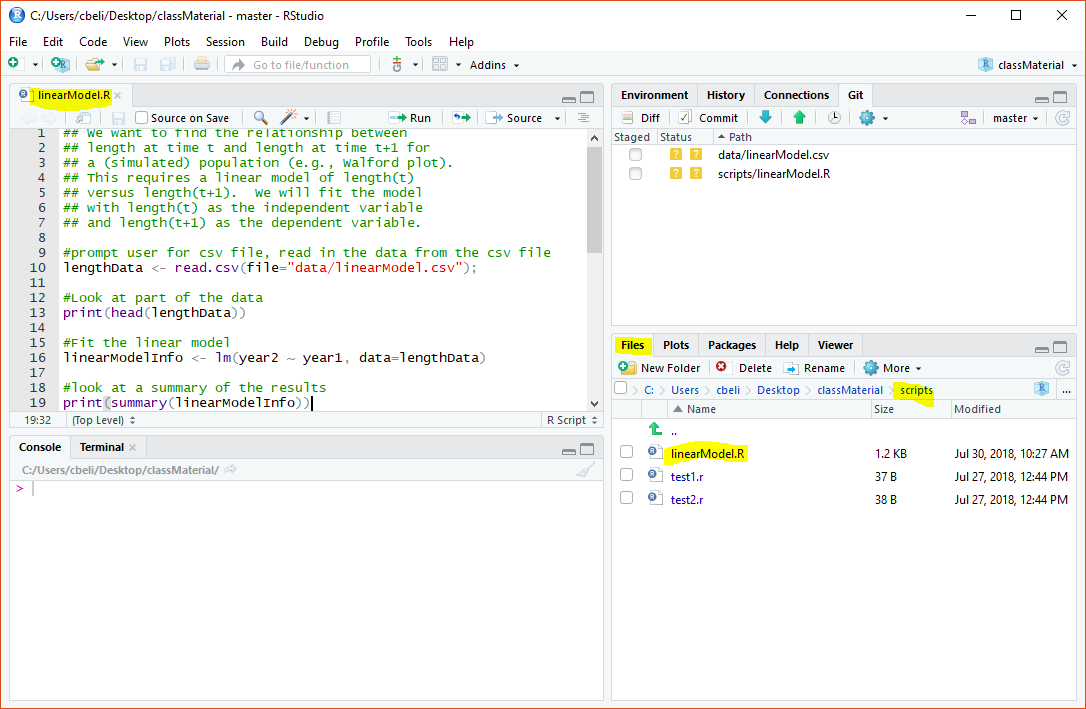 C:/Users/cbeli/Desktop/classMaterial - master - RStudio
File Edit Code View Plots Session Build Debug Profile Tools Help
Go to file/function Addins classMaterial
linearModel.R
Source on Save Run Source
1 ## We want to find the relationship between
2 ## length at time t and length at time t+1 for
3 ## a (simulated) population (e.g., Walford plot).
4 ## This requires a linear model of length(t)
5 ## versus length(t+1).  We will fit the model
6 ## with length(t) as the independent variable
7 ## and length(t+1) as the dependent variable.
8
9 #prompt user for csv file, read in the data from the csv file
10 lengthData <- read.csv(file="data/linearModel.csv");
11
12 #Look at part of the data
13 print(head(lengthData))
14
15 #Fit the linear model
16 linearModelInfo <- lm(year2 ~ year1, data=lengthData)
17
18 #look at a summary of the results
19 print(summary(linearModelInfo))
19:32 (Top Level) R Script
Console Terminal
C:/Users/cbeli/Desktop/classMaterial/
>
Environment History Connections Git
Diff Commit master
Staged Status Path
? ? data/linearModel.csv
? ? scripts/linearModel.R
Files Plots Packages Help Viewer
New Folder Delete Rename More
C: Users cbeli Desktop classMaterial scripts ...
Name Size Modified
..
linearModel.R 1.2 KB Jul 30, 2018, 10:27 AM
test1.r 37 B Jul 27, 2018, 12:44 PM
test2.r 38 B Jul 27, 2018, 12:44 PM